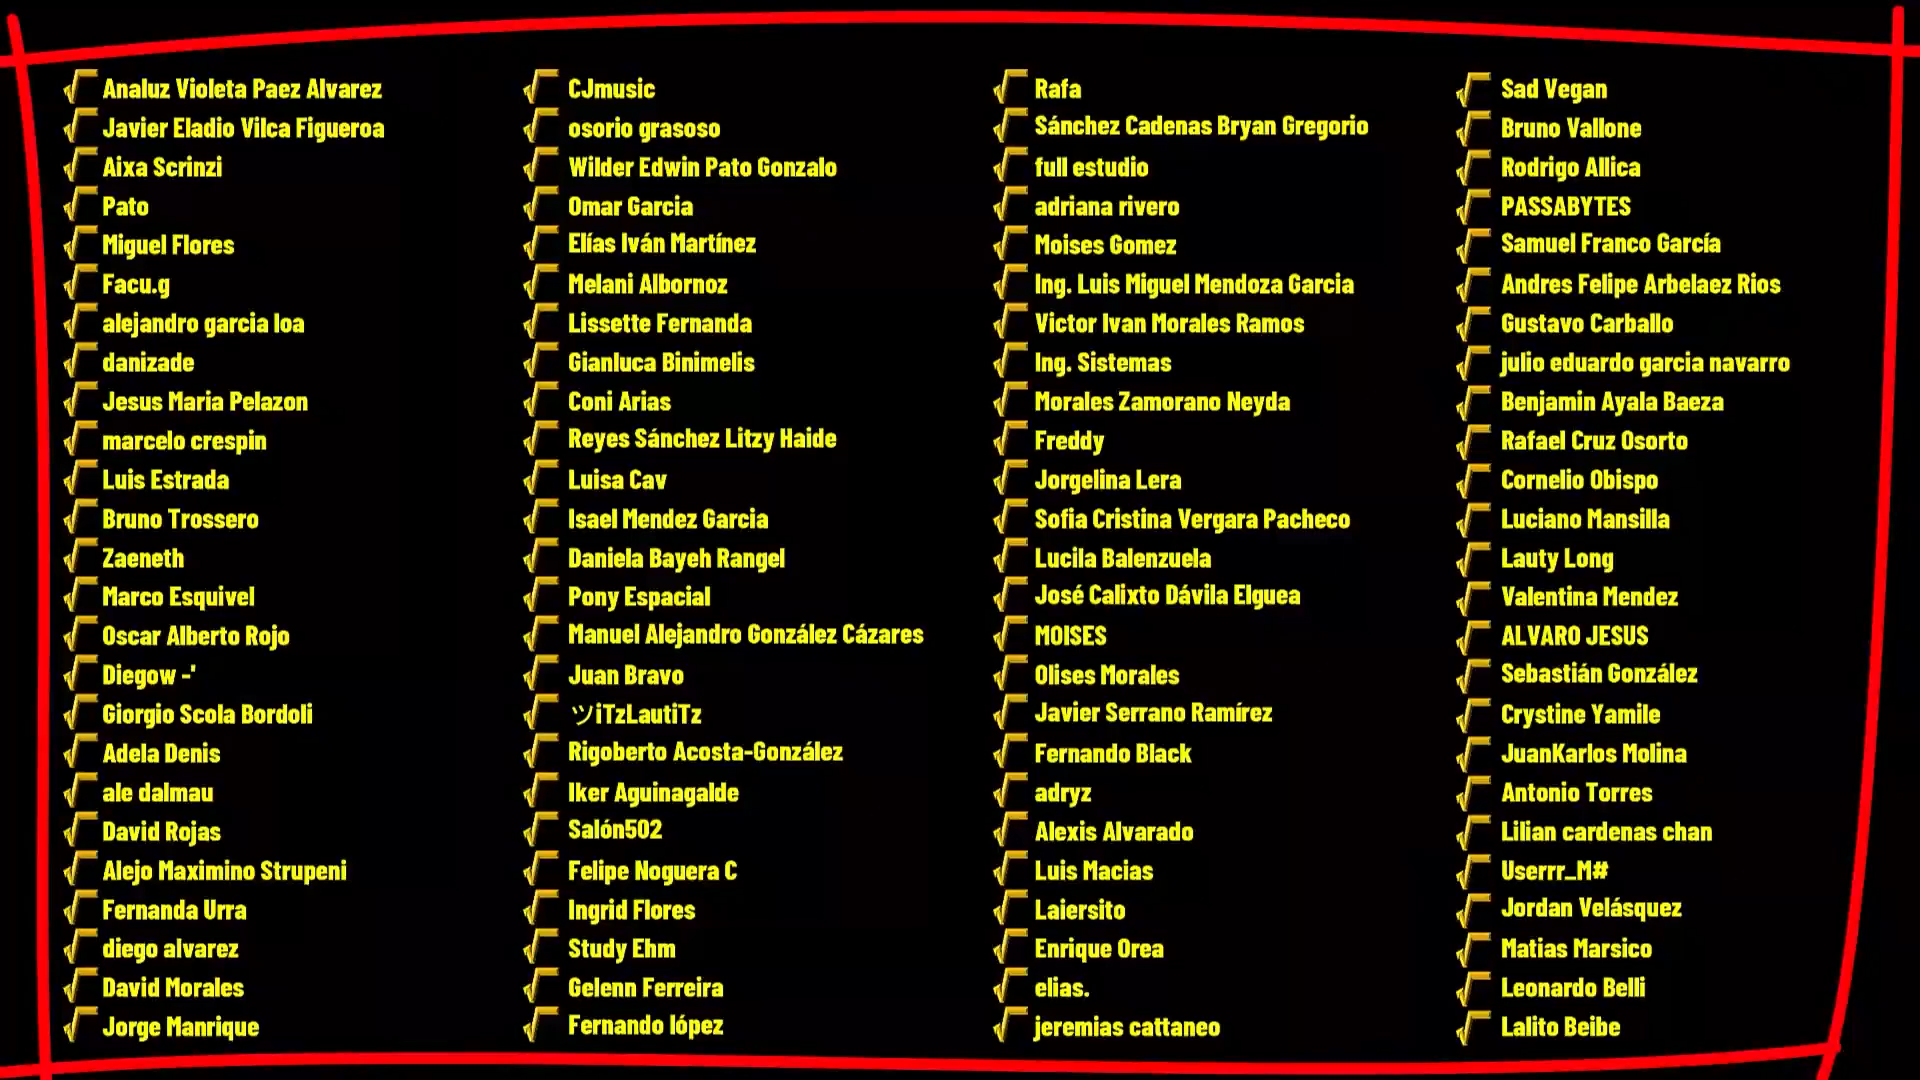 Analuz Violeta Paez Alvarez
Javier Eladio Vilca Figueroa
Aixa Scrinzi
Pato
Miguel Flores
Facu.g
alejandro garcia loa
danizade
Jesus Maria Pelazon
marcelo crespin
Luis Estrada
Bruno Trossero
Zaeneth
Marco Esquivel
Oscar Alberto Rojo
Diegow -'
Giorgio Scola Bordoli
Adela Denis
ale dalmau
David Rojas
Alejo Maximino Strupeni
Fernanda Urra
diego alvarez
David Morales
Jorge Manrique
CJmusic
osorio grasoso
Wilder Edwin Pato Gonzalo
Omar Garcia
Elías Iván Martínez
Melani Albornoz
Lissette Fernanda
Gianluca Binimelis
Coni Arias
Reyes Sánchez Litzy Haide
Luisa Cav
Isael Mendez Garcia
Daniela Bayeh Rangel
Pony Espacial
Manuel Alejandro González Cázares
Juan Bravo
ツiTzLautiTz
Rigoberto Acosta-González
Iker Aguinagalde
Salón502
Felipe Noguera C
Ingrid Flores
Study Ehm
Gelenn Ferreira
Fernando lópez
Rafa
Sánchez Cadenas Bryan Gregorio
full estudio
adriana rivero
Moises Gomez
Ing. Luis Miguel Mendoza Garcia
Victor Ivan Morales Ramos
Ing. Sistemas
Morales Zamorano Neyda
Freddy
Jorgelina Lera
Sofia Cristina Vergara Pacheco
Lucila Balenzuela
José Calixto Dávila Elguea
MOISES
Olises Morales
Javier Serrano Ramírez
Fernando Black
adryz
Alexis Alvarado
Luis Macias
Laiersito
Enrique Orea
elias.
jeremias cattaneo
Sad Vegan
Bruno Vallone
Rodrigo Allica
PASSABYTES
Samuel Franco García
Andres Felipe Arbelaez Rios
Gustavo Carballo
julio eduardo garcia navarro
Benjamin Ayala Baeza
Rafael Cruz Osorto
Cornelio Obispo
Luciano Mansilla
Lauty Long
Valentina Mendez
ALVARO JESUS
Sebastián González
Crystine Yamile
JuanKarlos Molina
Antonio Torres
Lilian cardenas chan
Userrr_M#
Jordan Velásquez
Matias Marsico
Leonardo Belli
Lalito Beibe